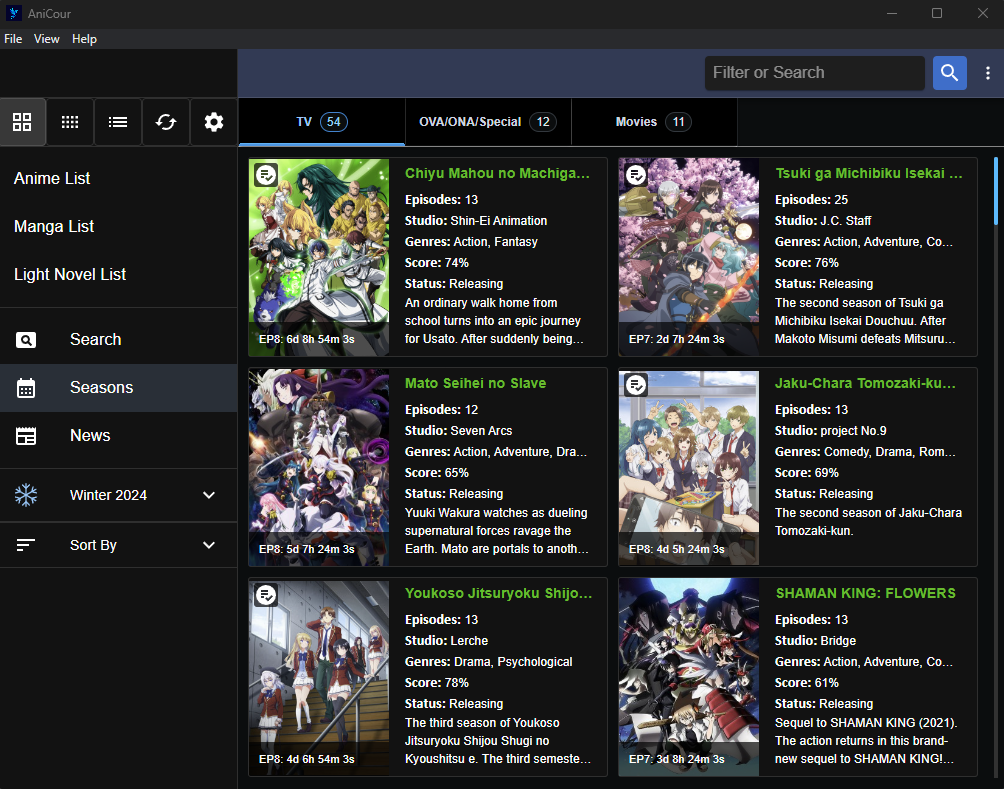 AniCour
File View Help
Filter or Search
TV 54
OVA/ONA/Special 12
Movies 11
Anime List
Manga List
Light Novel List
Search
Seasons
News
Winter 2024
Sort By
Chiyu Mahou no Machiga...
Episodes: 13
Studio: Shin-Ei Animation
Genres: Action, Fantasy
Score: 74%
Status: Releasing
An ordinary walk home from
school turns into an epic journey
for Usato. After suddenly being...
EP8: 6d 8h 54m 3s
Tsuki ga Michibiku Isekai ...
Episodes: 25
Studio: J.C. Staff
Genres: Action, Adventure, Co...
Score: 76%
Status: Releasing
The second season of Tsuki ga
Michibiku Isekai Douchuu. After
Makoto Misumi defeats Mitsuru...
EP7: 2d 7h 24m 3s
Mato Seihei no Slave
Episodes: 12
Studio: Seven Arcs
Genres: Action, Adventure, Dra...
Score: 65%
Status: Releasing
Yuuki Wakura watches as dueling
supernatural forces ravage the
Earth. Mato are portals to anoth...
EP8: 5d 7h 24m 3s
Jaku-Chara Tomozaki-ku...
Episodes: 13
Studio: project No.9
Genres: Comedy, Drama, Rom...
Score: 69%
Status: Releasing
The second season of Jaku-Chara
Tomozaki-kun.
EP8: 4d 5h 24m 3s
Youkoso Jitsuryoku Shijo...
Episodes: 13
Studio: Lerche
Genres: Drama, Psychological
Score: 78%
Status: Releasing
The third season of Youkoso
Jitsuryoku Shijou Shugi no
Kyoushitsu e. The third semeste...
EP8: 4d 6h 54m 3s
SHAMAN KING: FLOWERS
Episodes: 13
Studio: Bridge
Genres: Action, Adventure, Co...
Score: 61%
Status: Releasing
Sequel to SHAMAN KING (2021).
The action returns in this brand-
new sequel to SHAMAN KING!...
EP7: 3d 8h 24m 3s